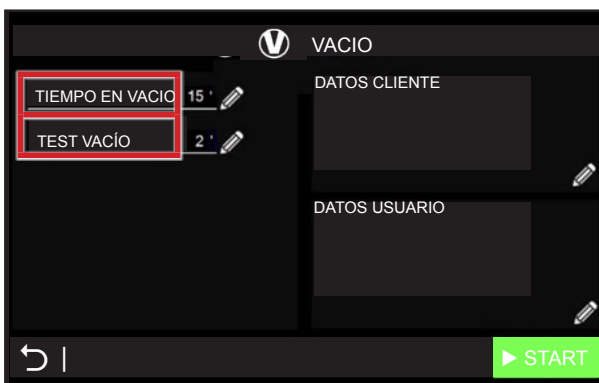 V VACIO
TIEMPO EN VACIO 15 '
TEST VACÍO 2 '
DATOS CLIENTE
DATOS USUARIO
START